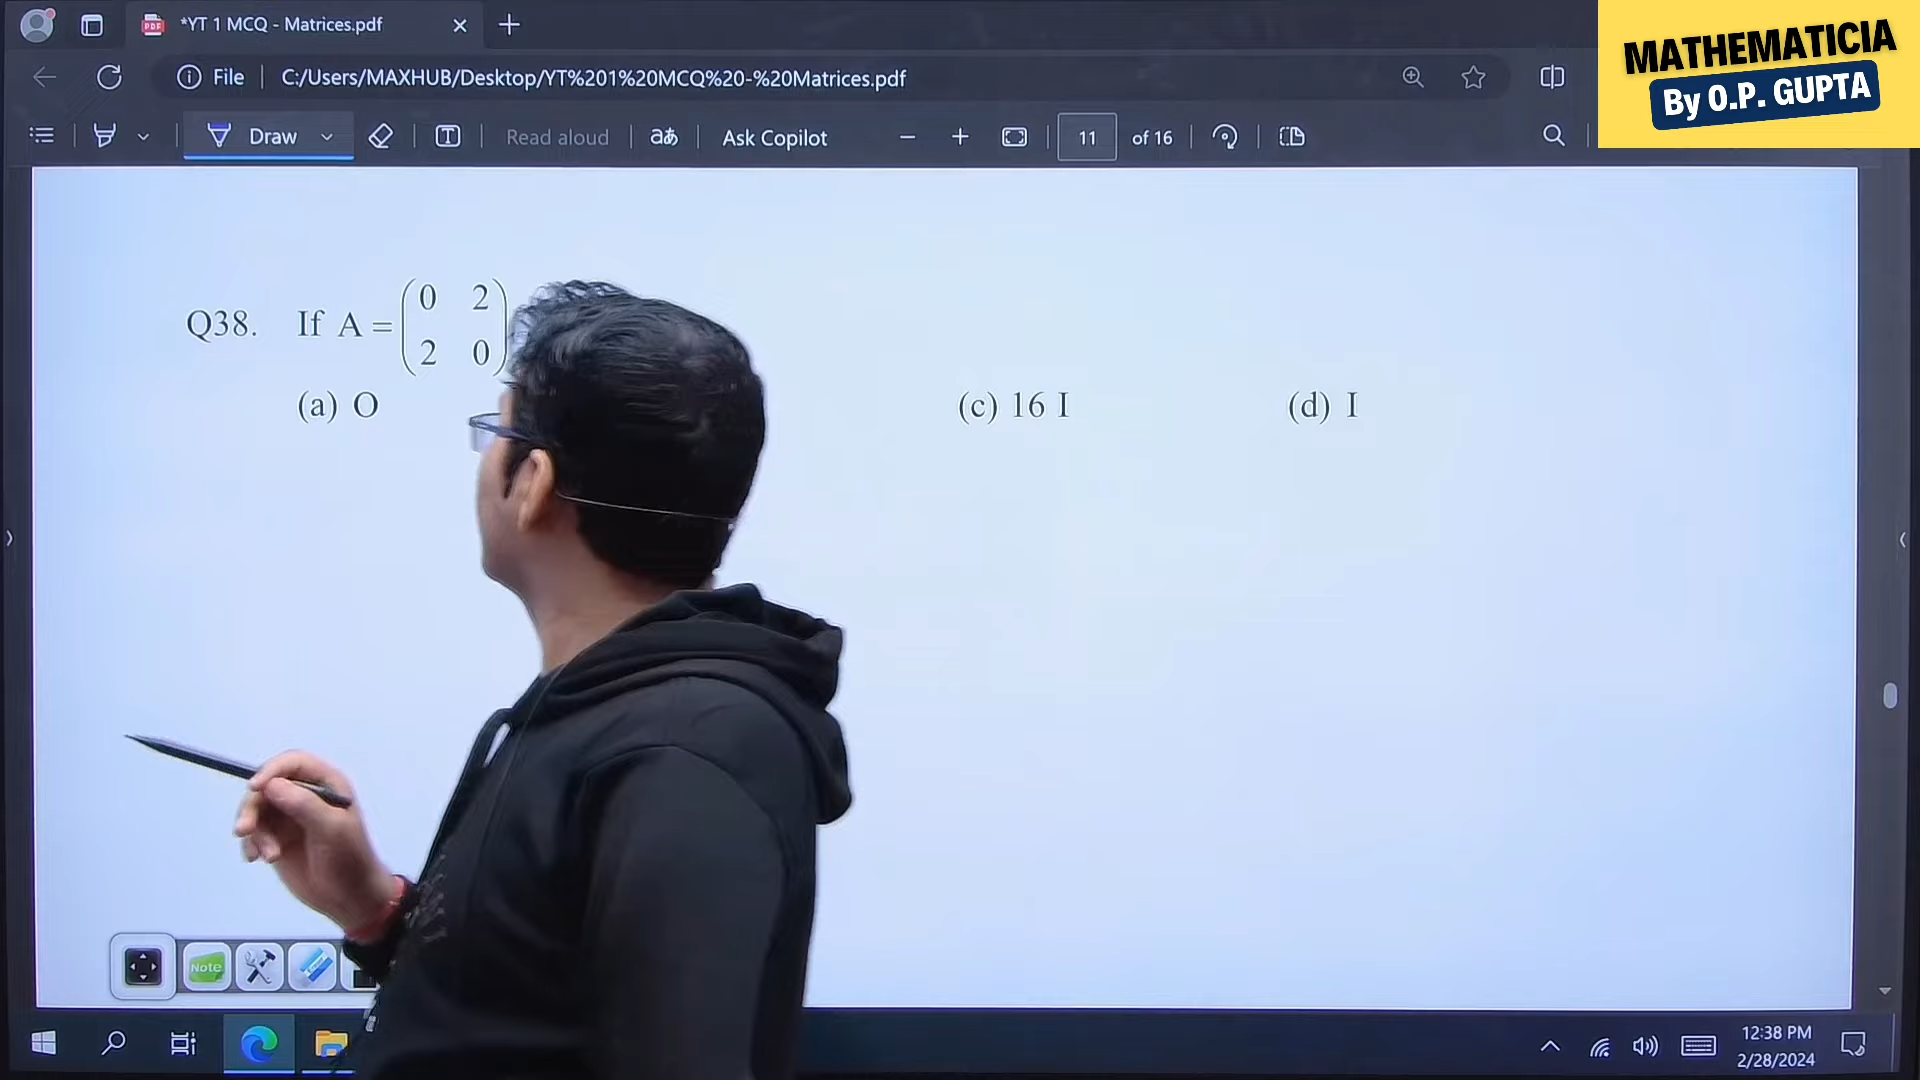 *YT 1 MCQ - Matrices.pdf
File C:/Users/MAXHUB/Desktop/YT%201%20MCQ%20-%20Matrices.pdf
MATHEMATICIA
By O.P. GUPTA
Draw Read aloud aあ Ask Copilot 11 of 16
Q38. If A = (0 2
2 0)
(a) O (c) 16 I (d) I
Note
12:38 PM
2/28/2024